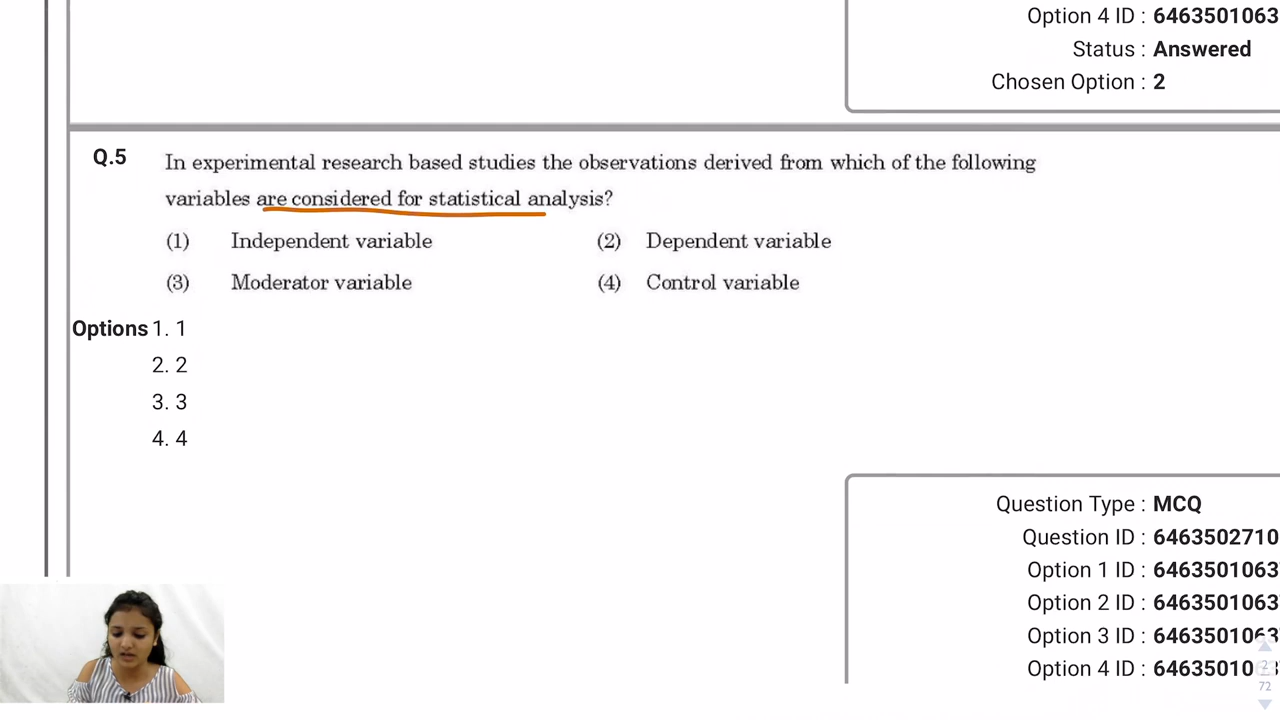 Option 4 ID : 6463501063
Status : Answered
Chosen Option : 2
Q.5 In experimental research based studies the observations derived from which of the following
variables are considered for statistical analysis?
(1) Independent variable (2) Dependent variable
(3) Moderator variable (4) Control variable
Options 1. 1
2. 2
3. 3
4. 4
Question Type : MCQ
Question ID : 6463502710
Option 1 ID : 6463501063
Option 2 ID : 6463501063
Option 3 ID : 6463501063
Option 4 ID : 64635010
2
72